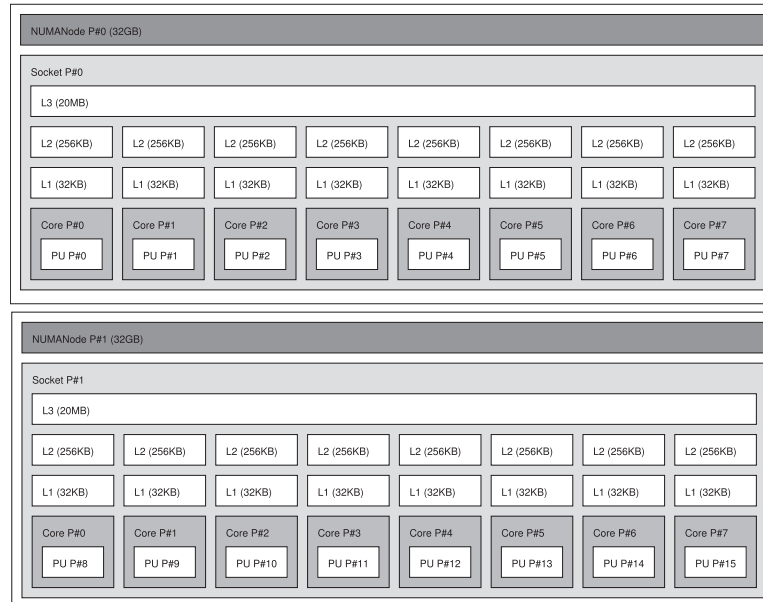 NUMANode P#0 (32GB)
Socket P#0
L3 (20MB)
L2 (256KB) L2 (256KB) L2 (256KB) L2 (256KB) L2 (256KB) L2 (256KB) L2 (256KB) L2 (256KB)
L1 (32KB) L1 (32KB) L1 (32KB) L1 (32KB) L1 (32KB) L1 (32KB) L1 (32KB) L1 (32KB)
Core P#0 Core P#1 Core P#2 Core P#3 Core P#4 Core P#5 Core P#6 Core P#7
PU P#0 PU P#1 PU P#2 PU P#3 PU P#4 PU P#5 PU P#6 PU P#7
NUMANode P#1 (32GB)
Socket P#1
L3 (20MB)
L2 (256KB) L2 (256KB) L2 (256KB) L2 (256KB) L2 (256KB) L2 (256KB) L2 (256KB) L2 (256KB)
L1 (32KB) L1 (32KB) L1 (32KB) L1 (32KB) L1 (32KB) L1 (32KB) L1 (32KB) L1 (32KB)
Core P#0 Core P#1 Core P#2 Core P#3 Core P#4 Core P#5 Core P#6 Core P#7
PU P#8 PU P#9 PU P#10 PU P#11 PU P#12 PU P#13 PU P#14 PU P#15